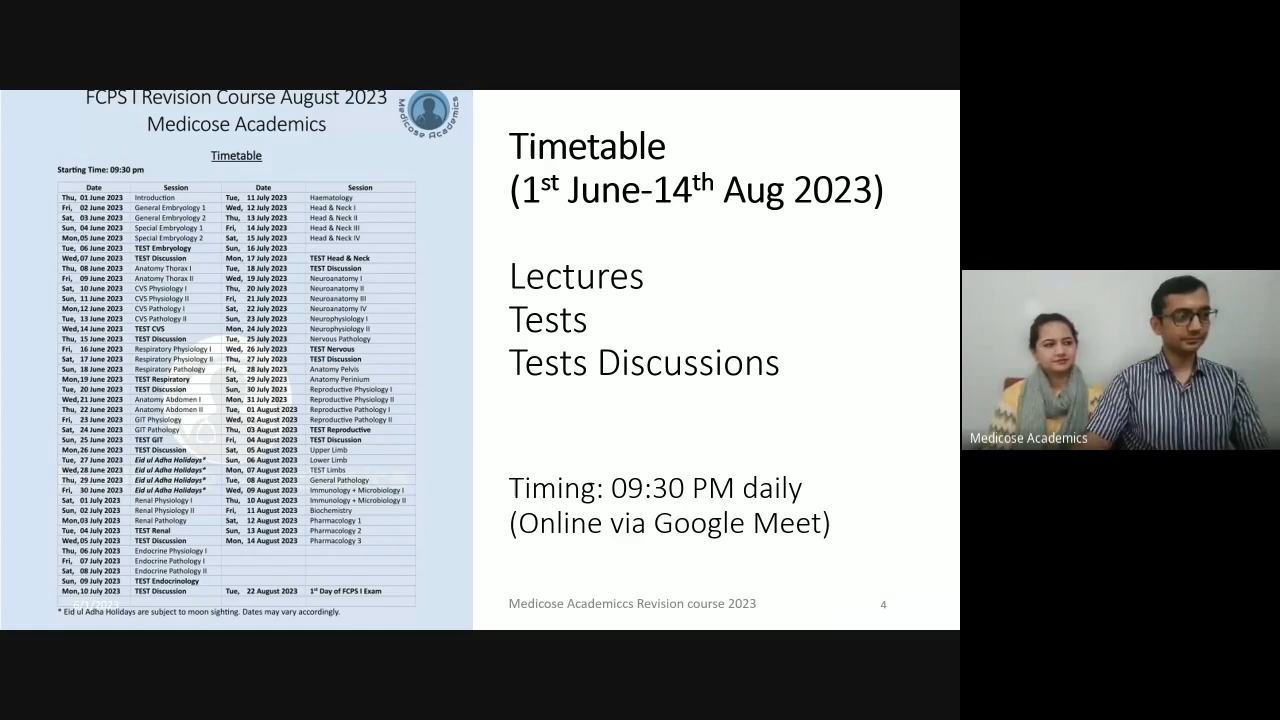 FCPS I Revision Course August 2023
Medicose Academics
Medicose Academics
Timetable
Starting Time: 09:30 pm
Date Session Date Session
Thu, 01 June 2023 Introduction Tue, 11 July 2023 Haematology
Fri, 02 June 2023 General Embryology 1 Wed, 12 July 2023 Head & Neck I
Sat, 03 June 2023 General Embryology 2 Thu, 13 July 2023 Head & Neck II
Sun, 04 June 2023 Special Embryology 1 Fri, 14 July 2023 Head & Neck III
Mon,05 June 2023 Special Embryology 2 Sat, 15 July 2023 Head & Neck IV
Tue, 06 June 2023 TEST Embryology Sun, 16 July 2023
Wed,07 June 2023 TEST Discussion Mon, 17 July 2023 TEST Head & Neck
Thu, 08 June 2023 Anatomy Thorax I Tue, 18 July 2023 TEST Discussion
Fri, 09 June 2023 Anatomy Thorax II Wed, 19 July 2023 Neuroanatomy I
Sat, 10 June 2023 CVS Physiology I Thu, 20 July 2023 Neuroanatomy II
Sun, 11 June 2023 CVS Physiology II Fri, 21 July 2023 Neuroanatomy III
Mon,12 June 2023 CVS Pathology I Sat, 22 July 2023 Neuroanatomy IV
Tue, 13 June 2023 CVS Pathology II Sun, 23 July 2023 Neurophysiology I
Wed,14 June 2023 TEST CVS Mon, 24 July 2023 Neurophysiology II
Thu, 15 June 2023 TEST Discussion Tue, 25 July 2023 Nervous Pathology
Fri, 16 June 2023 Respiratory Physiology I Wed, 26 July 2023 TEST Nervous
Sat, 17 June 2023 Respiratory Physiology II Thu, 27 July 2023 TEST Discussion
Sun, 18 June 2023 Respiratory Pathology Fri, 28 July 2023 Anatomy Pelvis
Mon,19 June 2023 TEST Respiratory Sat, 29 July 2023 Anatomy Perinium
Tue, 20 June 2023 TEST Discussion Sun, 30 July 2023 Reproductive Physiology I
Wed,21 June 2023 Anatomy Abdomen I Mon, 31 July 2023 Reproductive Physiology II
Thu, 22 June 2023 Anatomy Abdomen II Tue, 01 August 2023 Reproductive Pathology I
Fri, 23 June 2023 GIT Physiology Wed, 02 August 2023 Reproductive Pathology II
Sat, 24 June 2023 GIT Pathology Thu, 03 August 2023 TEST Reproductive
Sun, 25 June 2023 TEST GIT Fri, 04 August 2023 TEST Discussion
Mon,26 June 2023 TEST Discussion Sat, 05 August 2023 Upper Limb
Tue, 27 June 2023 Eid ul Adha Holidays* Sun, 06 August 2023 Lower Limb
Wed,28 June 2023 Eid ul Adha Holidays* Mon, 07 August 2023 TEST Limbs
Thu, 29 June 2023 Eid ul Adha Holidays* Tue, 08 August 2023 General Pathology
Fri, 30 June 2023 Eid ul Adha Holidays* Wed, 09 August 2023 Immunology + Microbiology I
Sat, 01 July 2023 Renal Physiology I Thu, 10 August 2023 Immunology + Microbiology II
Sun, 02 July 2023 Renal Physiology II Fri, 11 August 2023 Biochemistry
Mon,03 July 2023 Renal Pathology Sat, 12 August 2023 Pharmacology 1
Tue, 04 July 2023 TEST Renal Sun, 13 August 2023 Pharmacology 2
Wed,05 July 2023 TEST Discussion Mon, 14 August 2023 Pharmacology 3
Thu, 06 July 2023 Endocrine Physiology I
Fri, 07 July 2023 Endocrine Pathology I
Sat, 08 July 2023 Endocrine Pathology II
Sun, 09 July 2023 TEST Endocrinology
Mon,10 July 2023 TEST Discussion Tue, 22 August 2023 1st Day of FCPS I Exam
6/1/2023
* Eid ul Adha Holidays are subject to moon sighting. Dates may vary accordingly.
Timetable
(1st June-14th Aug 2023)
Lectures
Tests
Tests Discussions
Timing: 09:30 PM daily
(Online via Google Meet)
Medicose Academiccs Revision course 2023 4
Medicose Academics